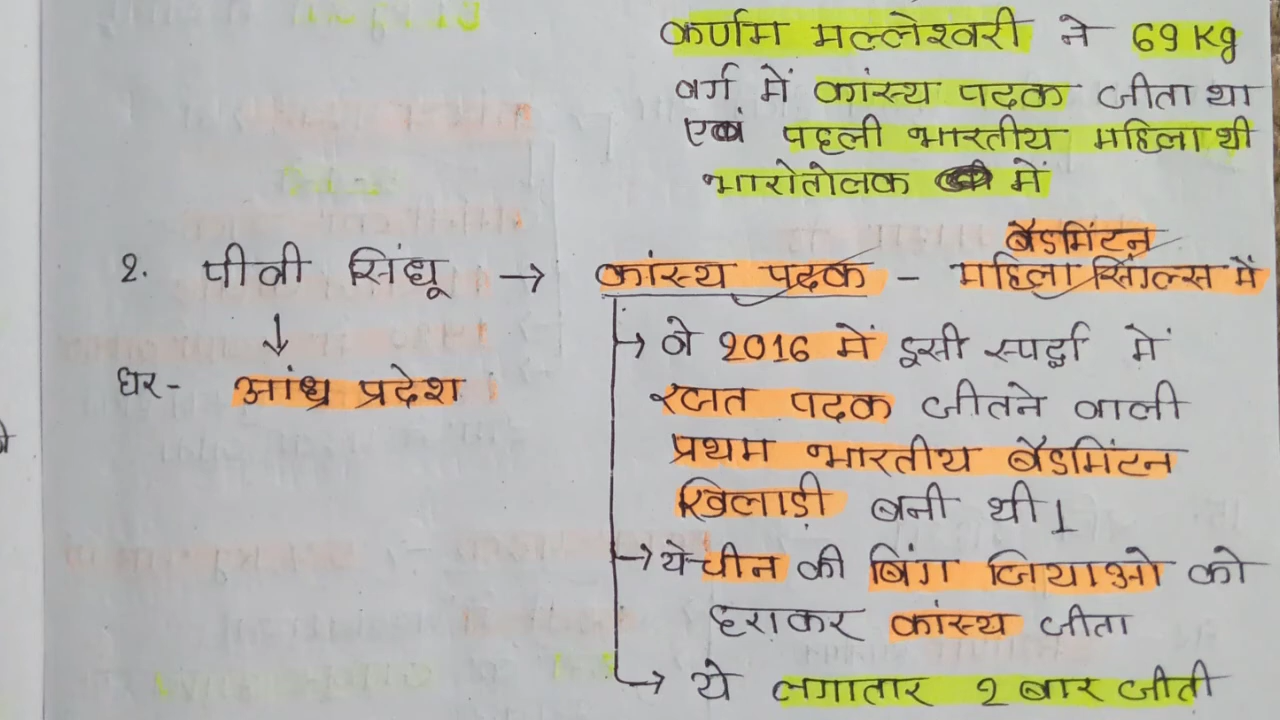 कर्णम मल्लेश्वरी ने 69 Kg
वर्ग में कांस्य पदक जीता था
एवं पहली भारतीय महिला थी
भारोतोलक में
बैडमिंटन
2. पीवी सिंधू → कांस्य पदक - महिला सिंगल्स में
↓
घर- आंध्र प्रदेश
→ वे 2016 में इसी स्पर्द्धा में
रजत पदक जीतने वाली
प्रथम भारतीय बैडमिंटन
खिलाड़ी बनी थी।
→ ये चीन की बिंग जियाओ को
हराकर कांस्य जीता
→ ये लगातार 2 बार जीती